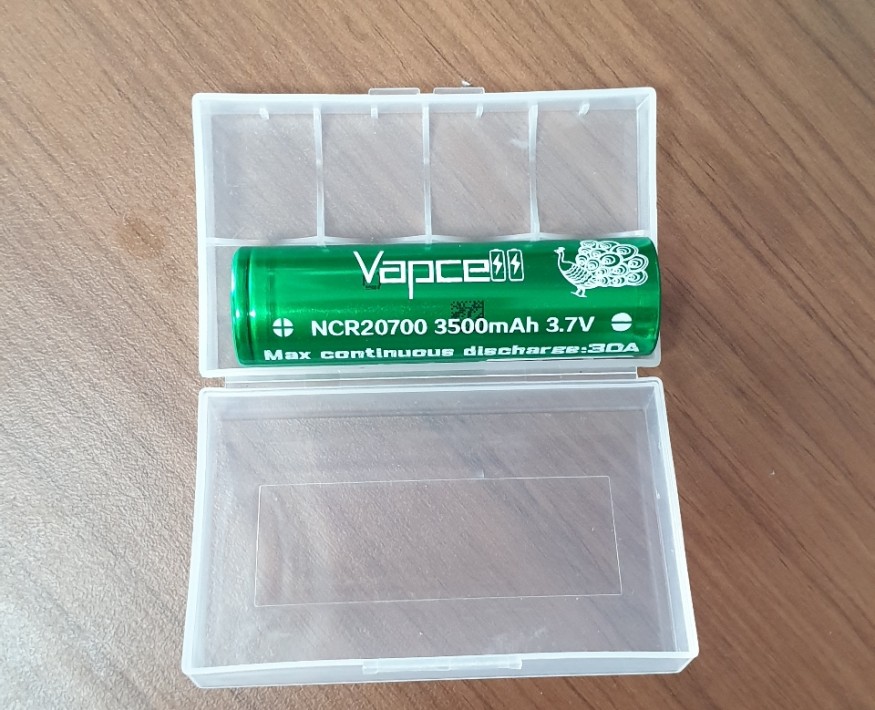 Vapcell
NCR20700 3500mAh 3.7V
Max continuous discharge:30A